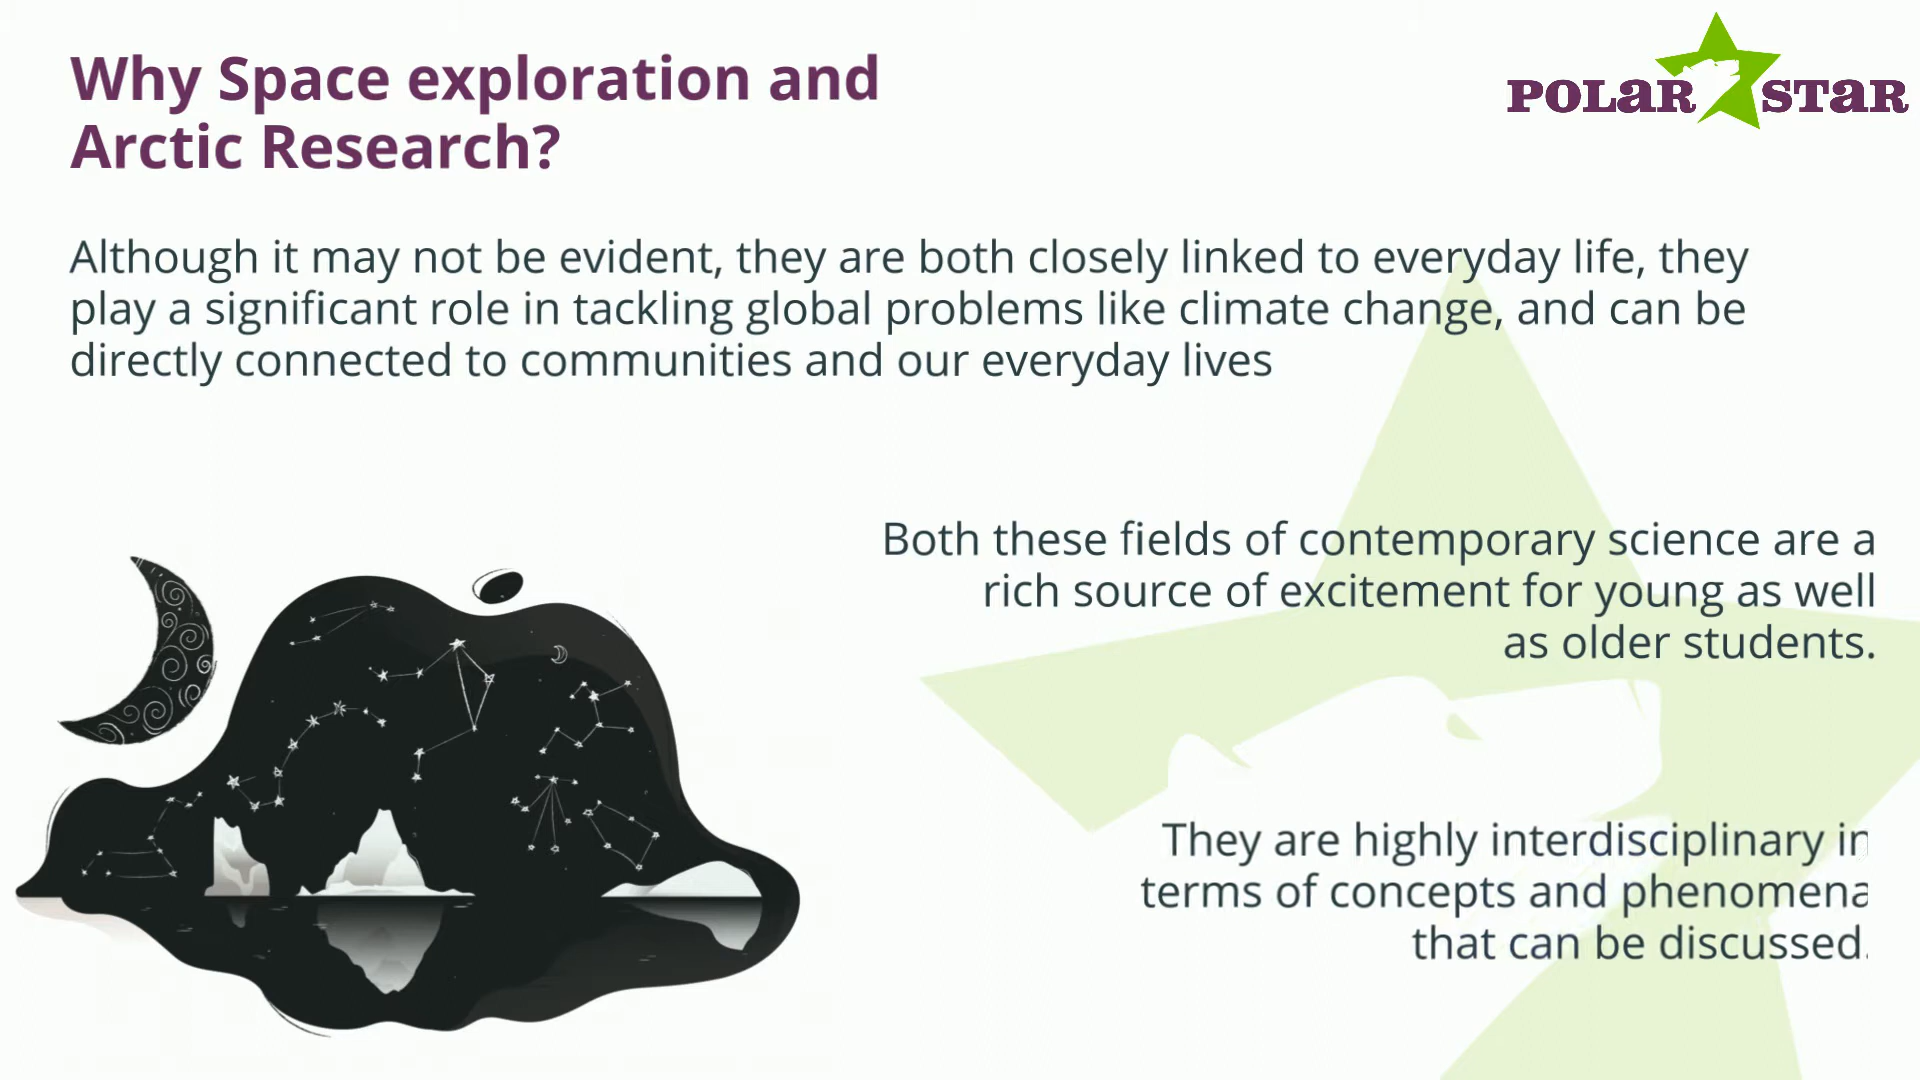 Why Space exploration and
Arctic Research?
POLAR STAR
Although it may not be evident, they are both closely linked to everyday life, they
play a significant role in tackling global problems like climate change, and can be
directly connected to communities and our everyday lives
Both these fields of contemporary science are a
rich source of excitement for young as well
as older students.
They are highly interdisciplinary in
terms of concepts and phenomena
that can be discussed.